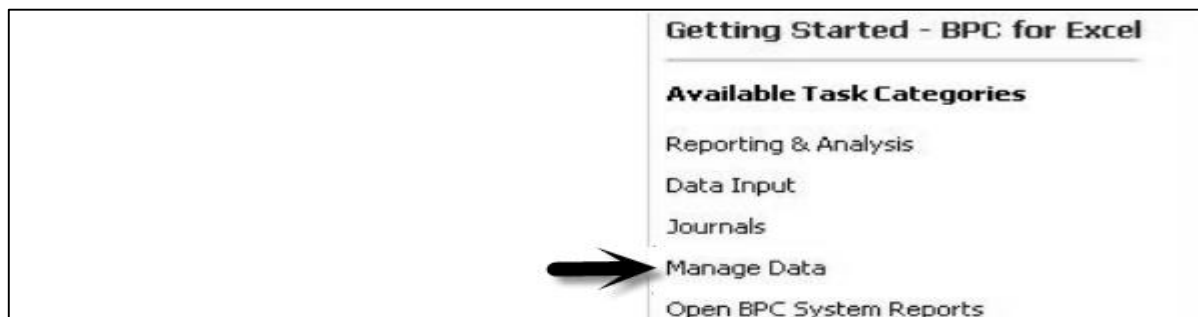 Getting Started - BPC for Excel
Available Task Categories
Reporting & Analysis
Data Input
Journals
Manage Data
Open BPC System Reports